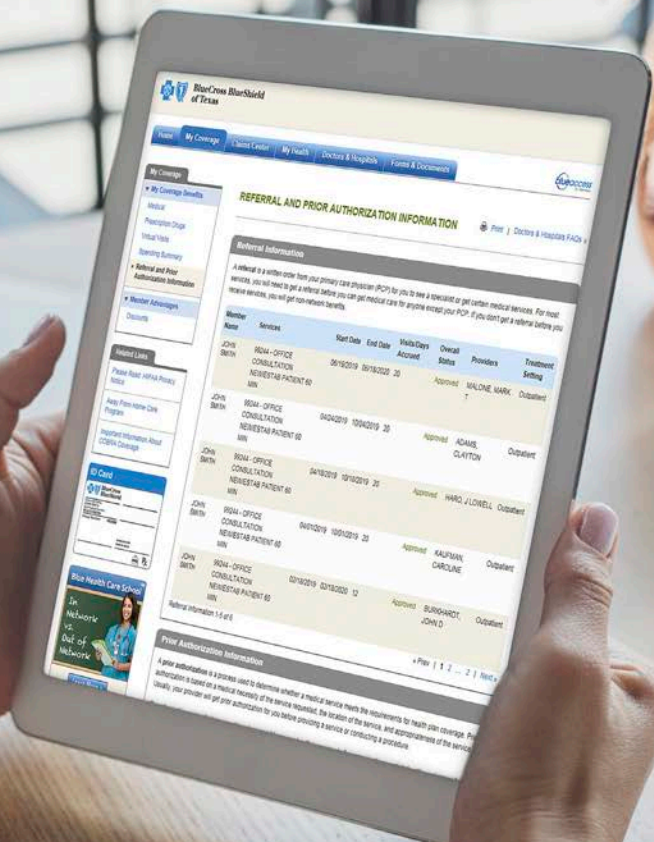 BlueCross BlueShield
of Texas
Home My Coverage Claims Center My Health Doctors & Hospitals Forms & Documents
blueaccess
My Coverage
My Coverage Benefits
Medical
Prescription Drugs
Virtual Visits
Spending Summary
Referral and Prior
Authorization Information
Member Advantages
Discounts
Related Links
Please Read: HIPAA Privacy
Notice
Away From Home Care
Program
Important Information About
COBRA Coverage
ID Card
BlueCross
BlueShield
Blue Health Care School
In
Network
vs.
Out of
Network
REFERRAL AND PRIOR AUTHORIZATION INFORMATION
Print | Doctors & Hospitals FAQs
Referral Information
A referral is a written order from your primary care physician (PCP) for you to see a specialist or get certain medical services. For most
services, you will need to get a referral before you can get medical care for anyone except your PCP. If you don't get a referral before you
receive services, you will get non-network benefits.
Member
Name Services Start Date End Date Visits/Days
Accrued Overall
Status Providers Treatment
Setting
JOHN
SMITH 99244 - OFFICE
CONSULTATION
NEW/ESTAB PATIENT 60
MIN 06/19/2019 06/18/2020 20 Approved MALONE, MARK
T Outpatient
JOHN
SMITH 99244 - OFFICE
CONSULTATION
NEW/ESTAB PATIENT 60
MIN 04/24/2019 10/04/2019 20 Approved ADAMS,
CLAYTON Outpatient
JOHN
SMITH 99244 - OFFICE
CONSULTATION
NEW/ESTAB PATIENT 60
MIN 04/18/2019 10/18/2019 20 Approved HARO, J LOWELL Outpatient
JOHN
SMITH 99244 - OFFICE
CONSULTATION
NEW/ESTAB PATIENT 60
MIN 04/01/2019 10/01/2019 20 Approved KAUFMAN,
CAROLINE Outpatient
JOHN
SMITH 99244 - OFFICE
CONSULTATION
NEW/ESTAB PATIENT 60
MIN 03/18/2020 12 Approved BURKHARDT,
JOHN D Outpatient
Referral Information 1-5 of 6
« Prev | 1 2 ... 2 | Next »
Prior Authorization Information
A prior authorization is a process used to determine whether a medical service meets the requirements for health plan coverage.
authorization is based on a medical necessity of the service requested, the location of the service, and appropriateness of the service
Usually, your provider will get prior authorization for you before providing a service or conducting a procedure.